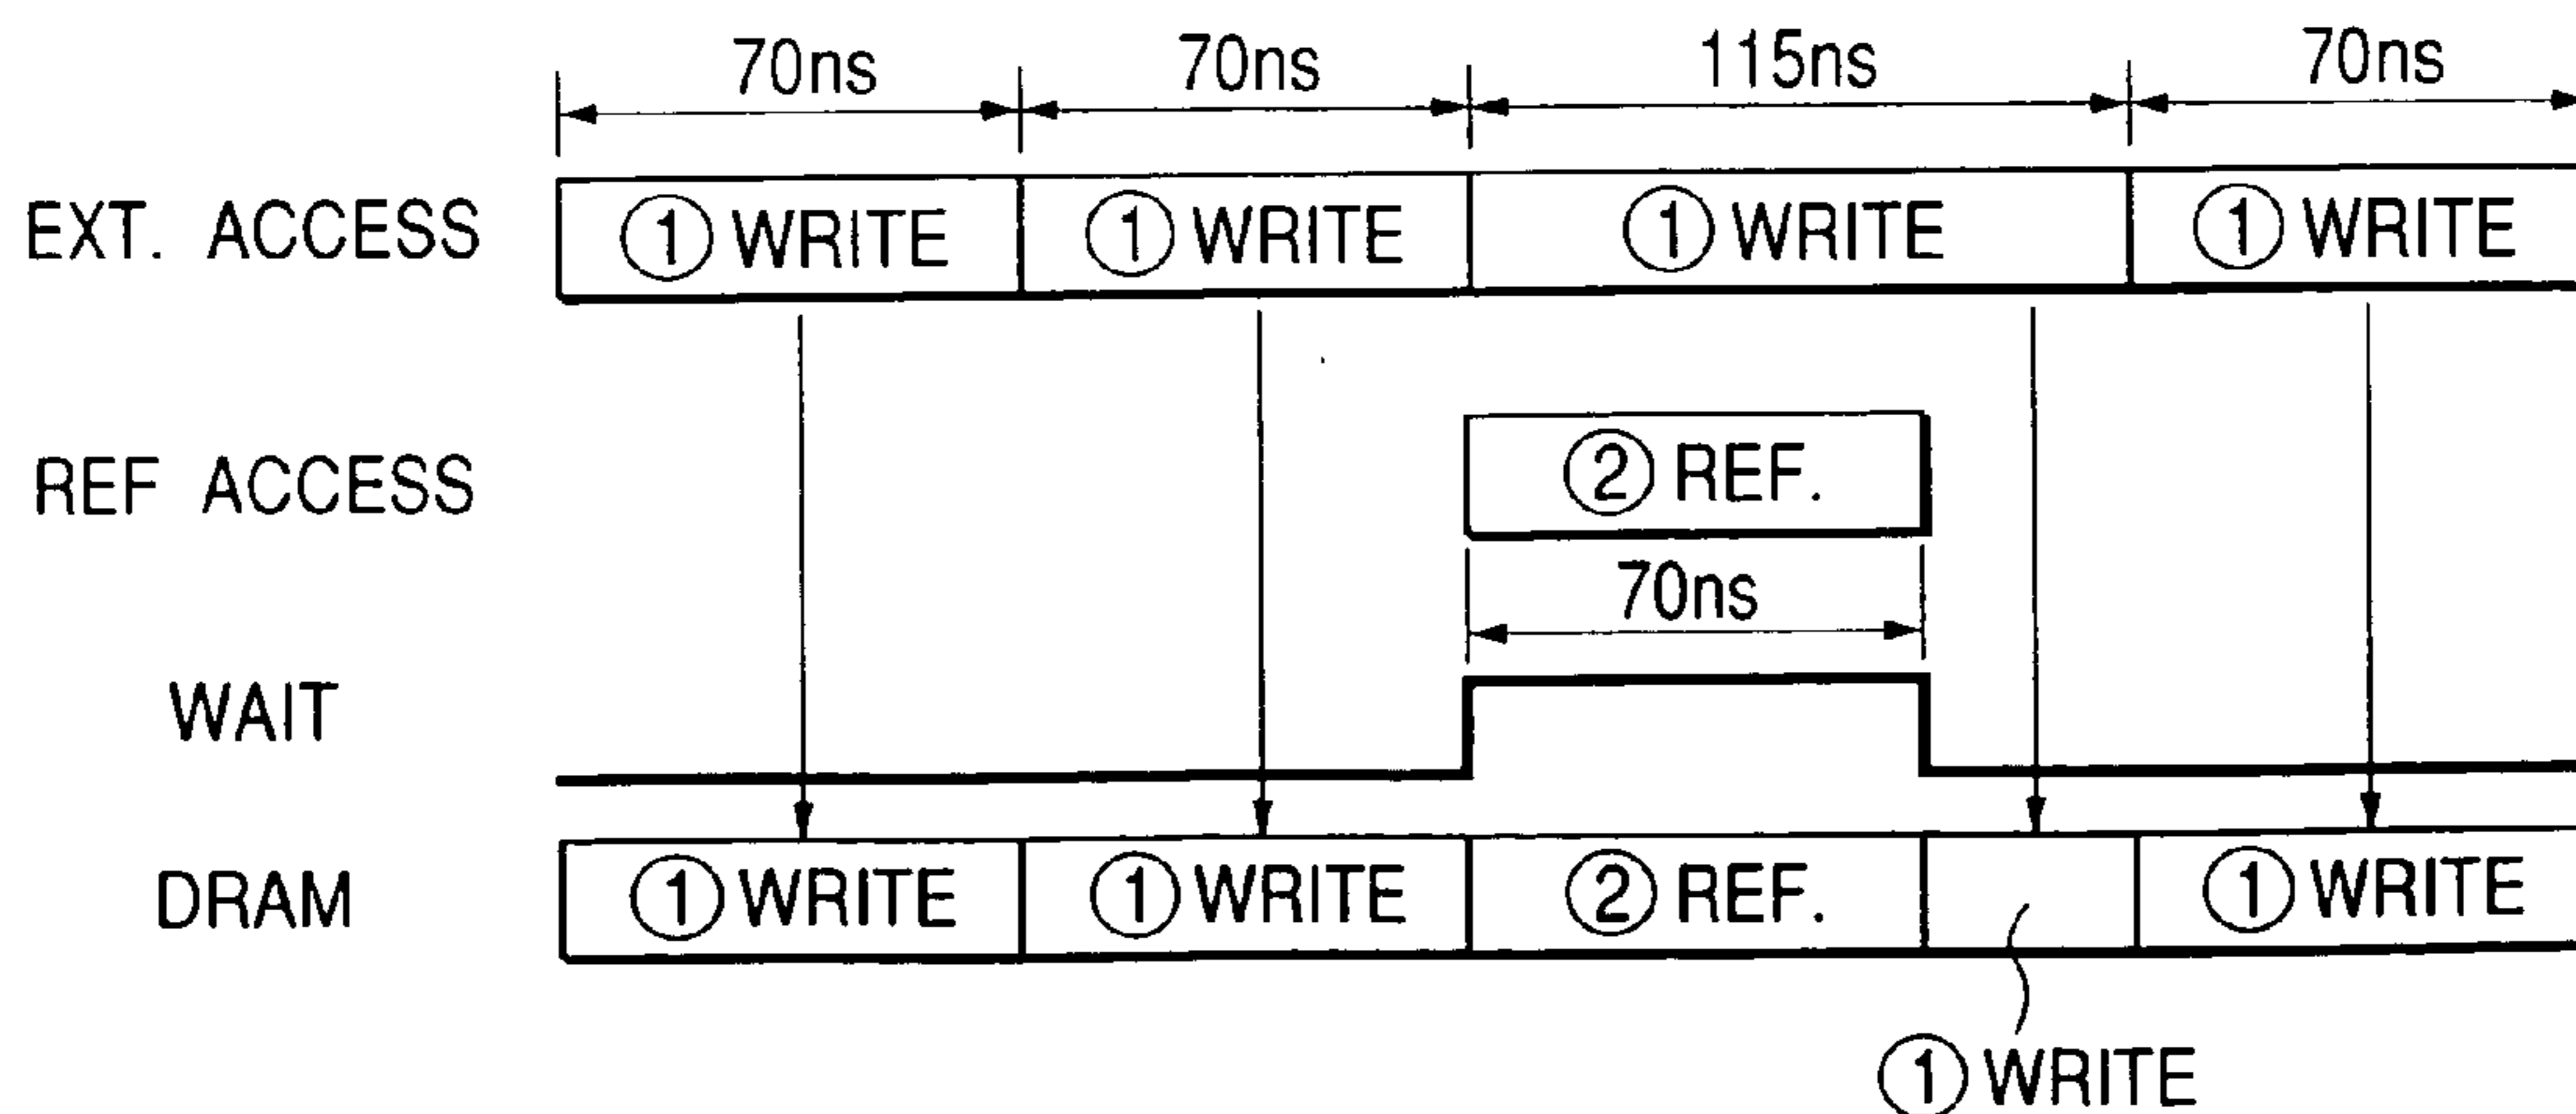 70ns 70ns 115ns 70ns
EXT. ACCESS ① WRITE ① WRITE ① WRITE ① WRITE
REF ACCESS ② REF.
70ns
WAIT
DRAM ① WRITE ① WRITE ② REF. ① WRITE
① WRITE